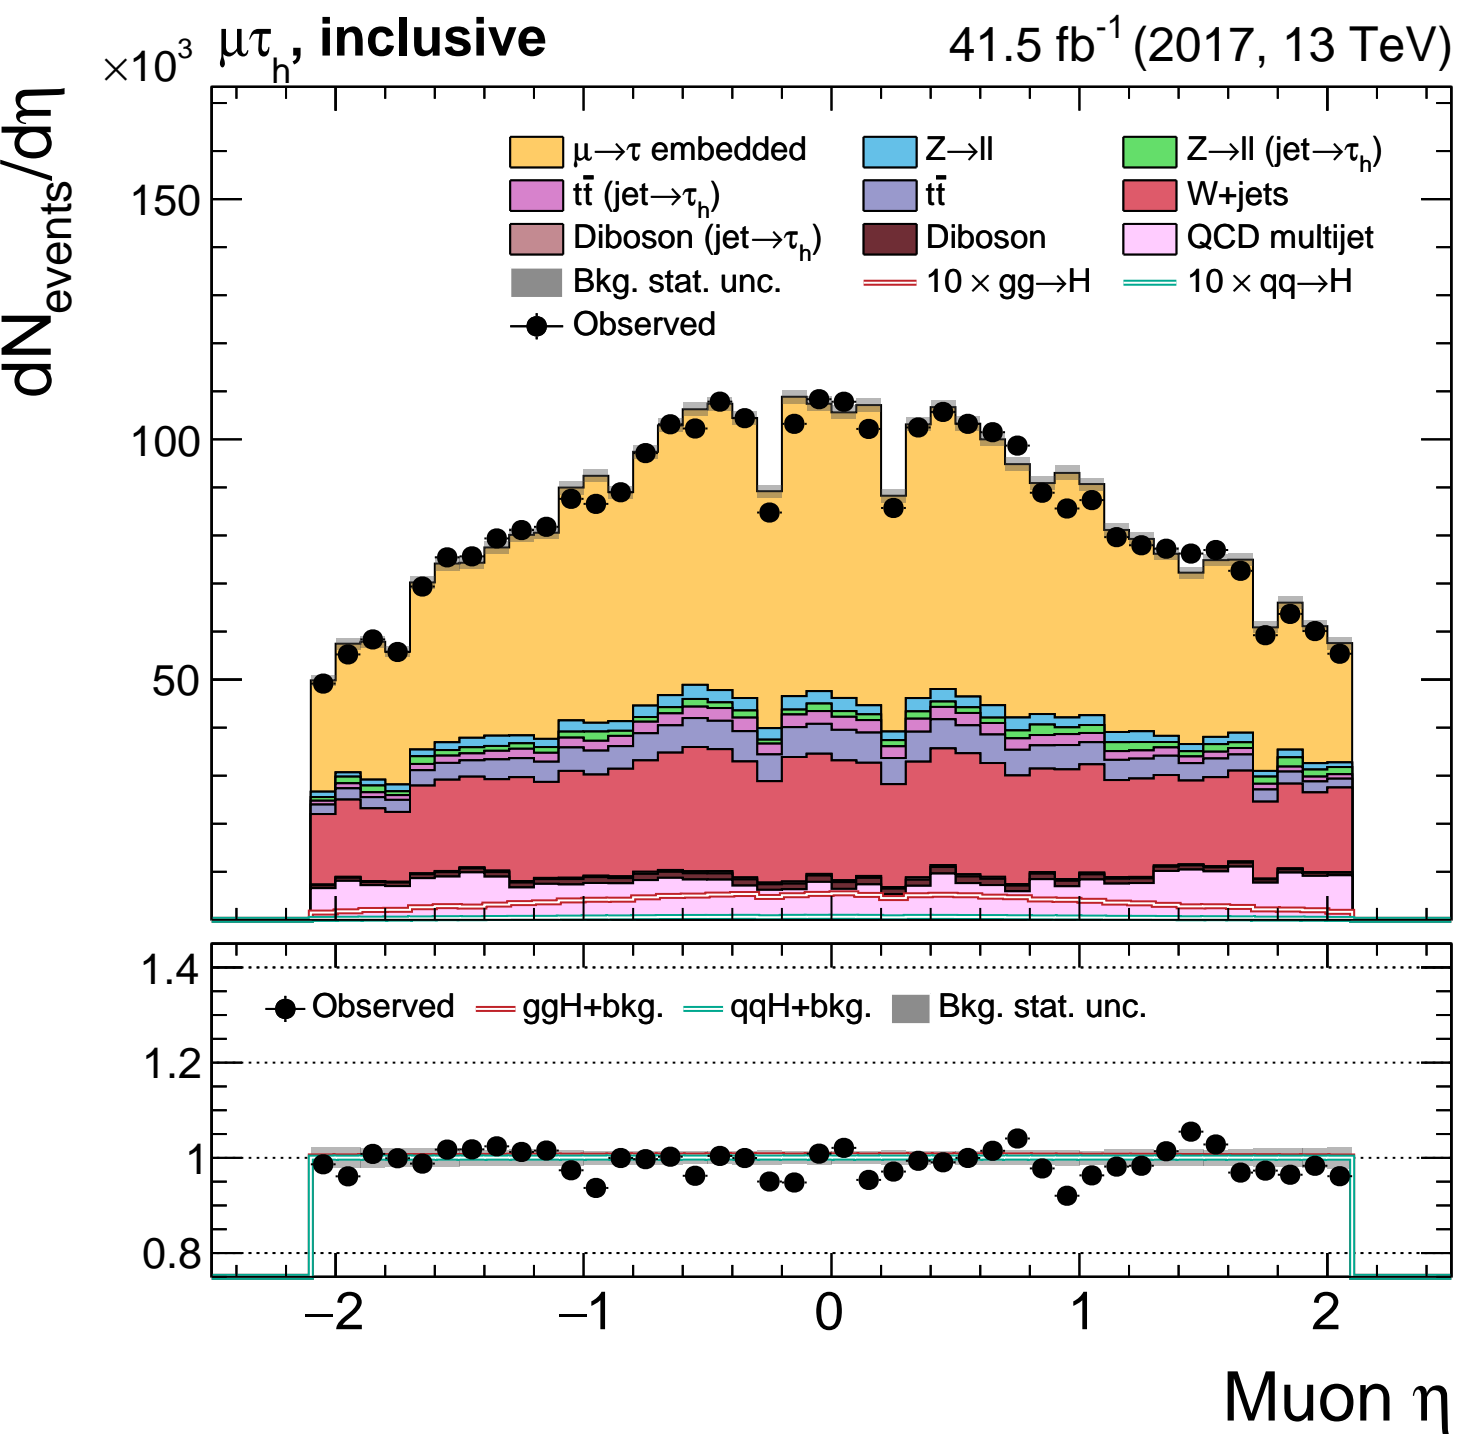 ×10³ μτₕ, inclusive 41.5 fb⁻¹ (2017, 13 TeV)
dN_events/dη
μ→τ embedded Z→ll Z→ll (jet→τₕ)
tt̄ (jet→τₕ) tt̄ W+jets
Diboson (jet→τₕ) Diboson QCD multijet
Bkg. stat. unc. 10 × gg→H 10 × qq→H
Observed
150
100
50
1.4
Observed ggH+bkg. qqH+bkg. Bkg. stat. unc.
1.2
1
0.8
−2 −1 0 1 2
Muon η